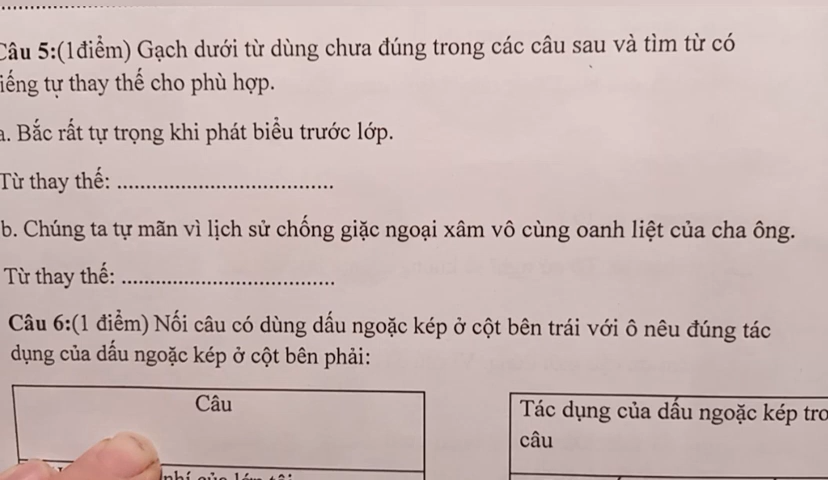 Câu 5:(1điểm) Gạch dưới từ dùng chưa đúng trong các câu sau và tìm từ có
tiếng tự thay thế cho phù hợp.
a. Bắc rất tự trọng khi phát biểu trước lớp.
Từ thay thế: .....................................
b. Chúng ta tự mãn vì lịch sử chống giặc ngoại xâm vô cùng oanh liệt của cha ông.
Từ thay thế: .....................................
Câu 6:(1 điểm) Nối câu có dùng dấu ngoặc kép ở cột bên trái với ô nêu đúng tác
dụng của dấu ngoặc kép ở cột bên phải:
Câu
Tác dụng của dấu ngoặc kép tro
câu